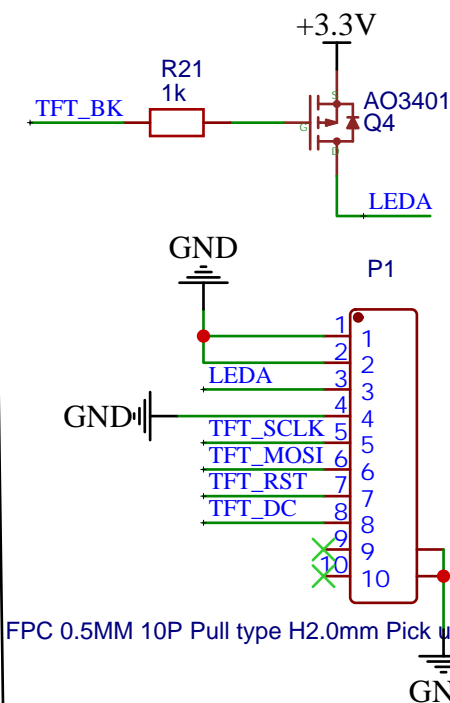 +3.3V
R21
1k
TFT_BK
S
G
D
AO3401
Q4
LEDA
GND
P1
1 1
2 2
LEDA 3 3
GND 4 4
TFT_SCLK 5 5
TFT_MOSI 6 6
TFT_RST 7 7
TFT_DC 8 8
9 9
10 10
FPC 0.5MM 10P Pull type H2.0mm Pick u
GN